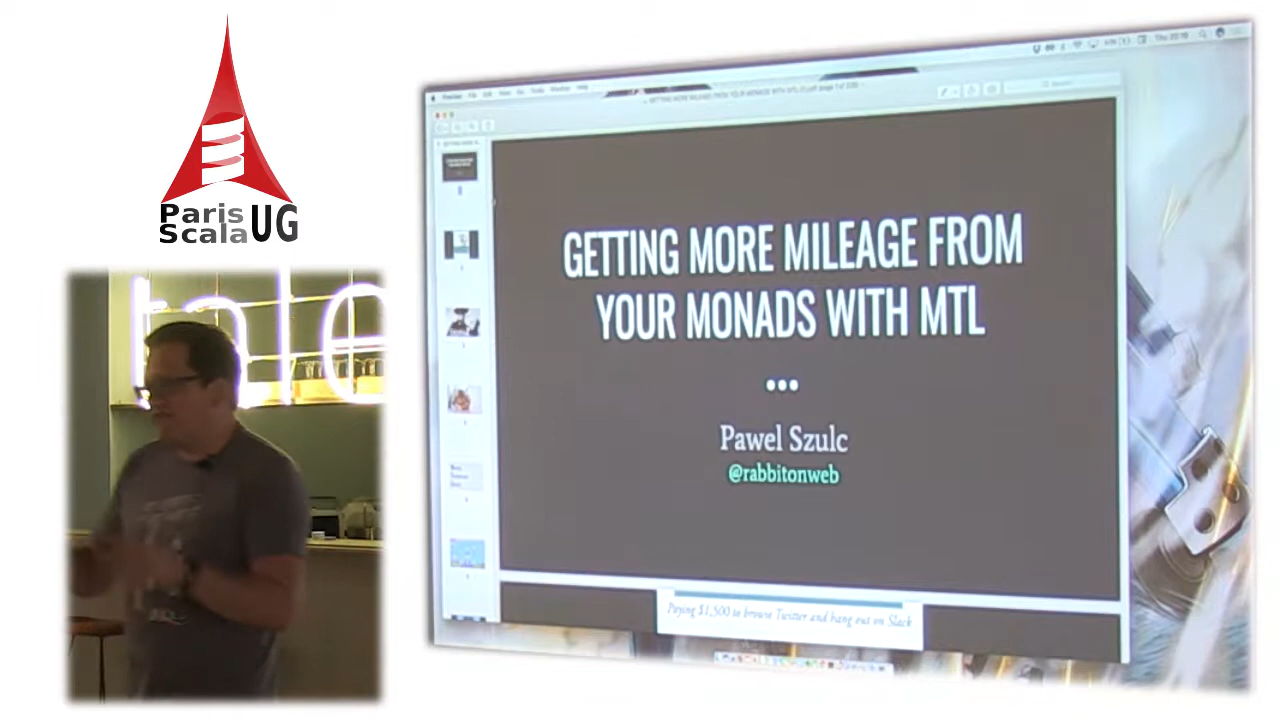 Paris
Scala UG
tale
GETTING MORE MILEAGE FROM
YOUR MONADS WITH MTL
Pawel Szulc
@rabbitonweb
Paying $1,500 to browse Twitter and hang out on Slack